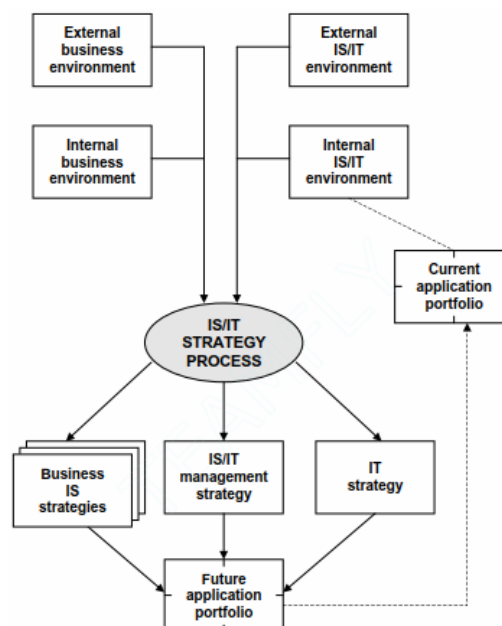 External
business
environment
External
IS/IT
environment
Internal
business
environment
Internal
IS/IT
environment
Current
application
portfolio
IS/IT
STRATEGY
PROCESS
Business
IS
strategies
IS/IT
management
strategy
IT
strategy
Future
application
portfolio